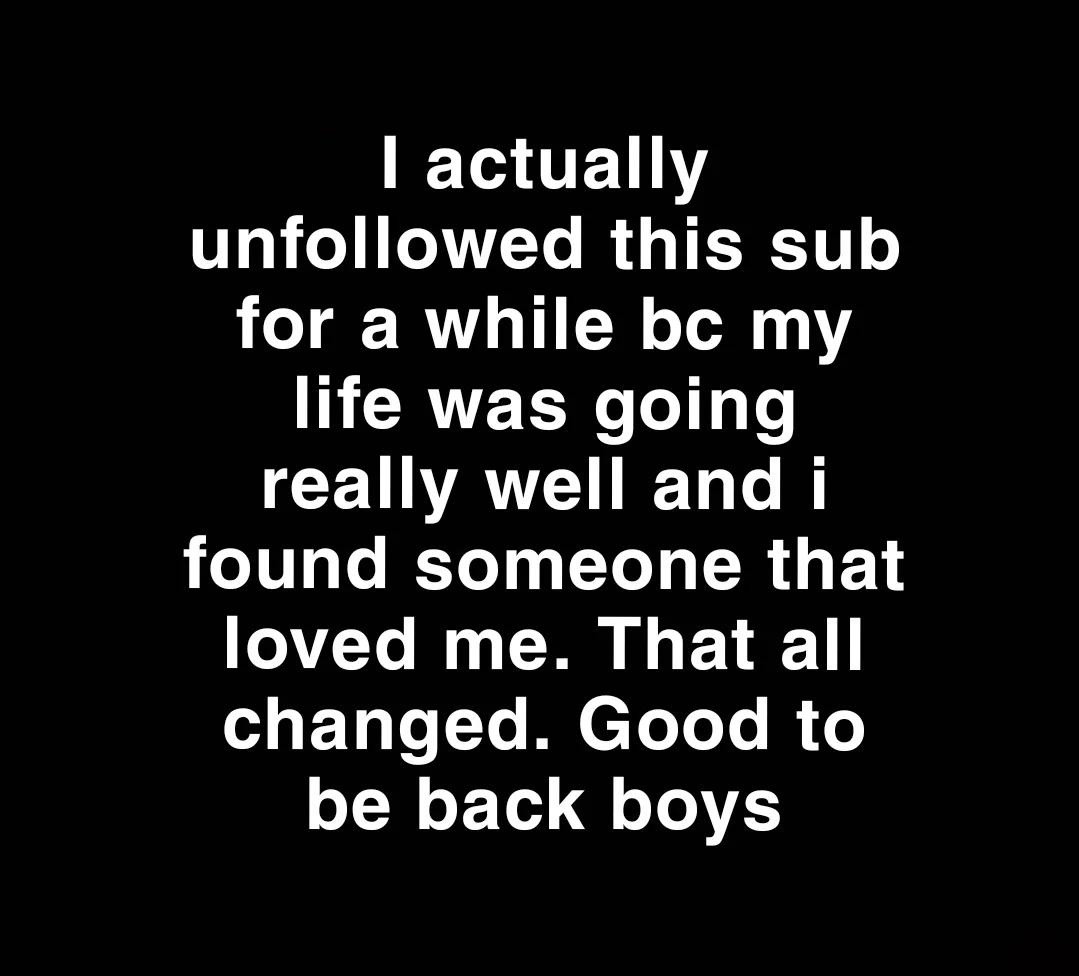 I actually
unfollowed this sub
for a while bc my
life was going
really well and i
found someone that
loved me. That all
changed. Good to
be back boys